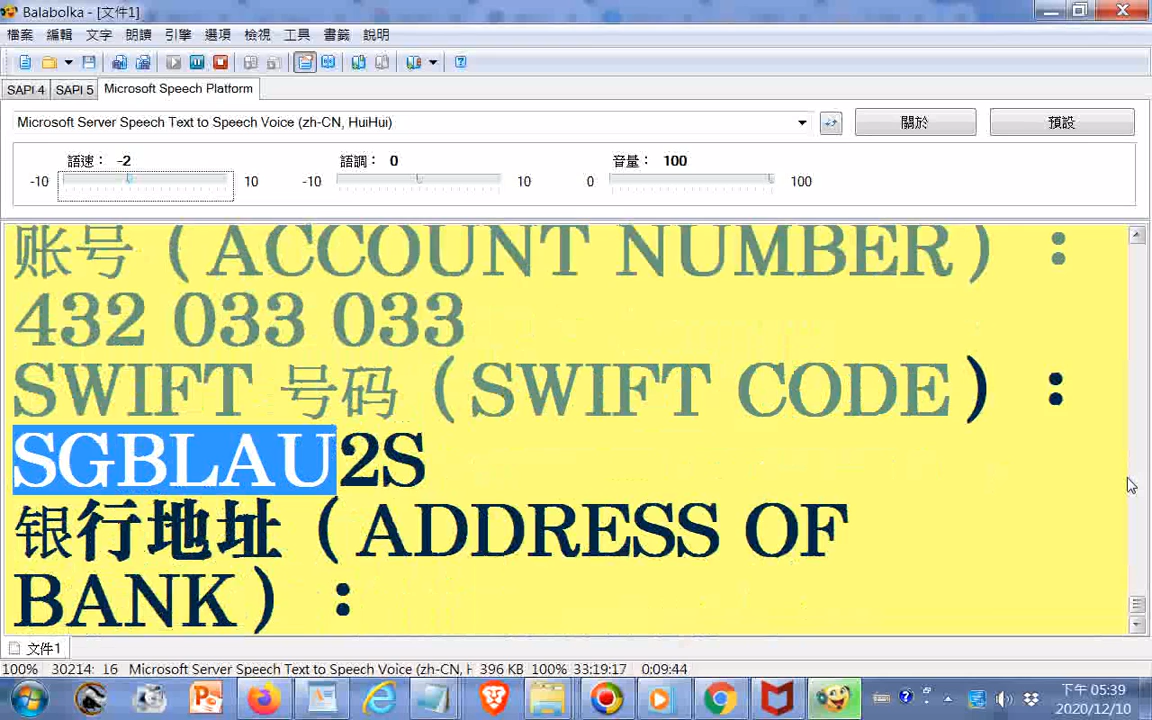 Balabolka - [文件1]
檔案 編輯 文字 朗讀 引擎 選項 檢視 工具 書籤 說明
SAPI 4 SAPI 5 Microsoft Speech Platform
Microsoft Server Speech Text to Speech Voice (zh-CN, HuiHui)
關於 預設
語速： -2 語調： 0 音量： 100
-10 10 -10 10 0 100
账号（ACCOUNT NUMBER）：
432 033 033
SWIFT 号码（SWIFT CODE）：
SGBLAU2S
银行地址（ADDRESS OF
BANK）：
文件1
100% 30214: 16 Microsoft Server Speech Text to Speech Voice (zh-CN, H 396 KB 100% 33:19:17 0:09:44
下午 05:39
2020/12/10